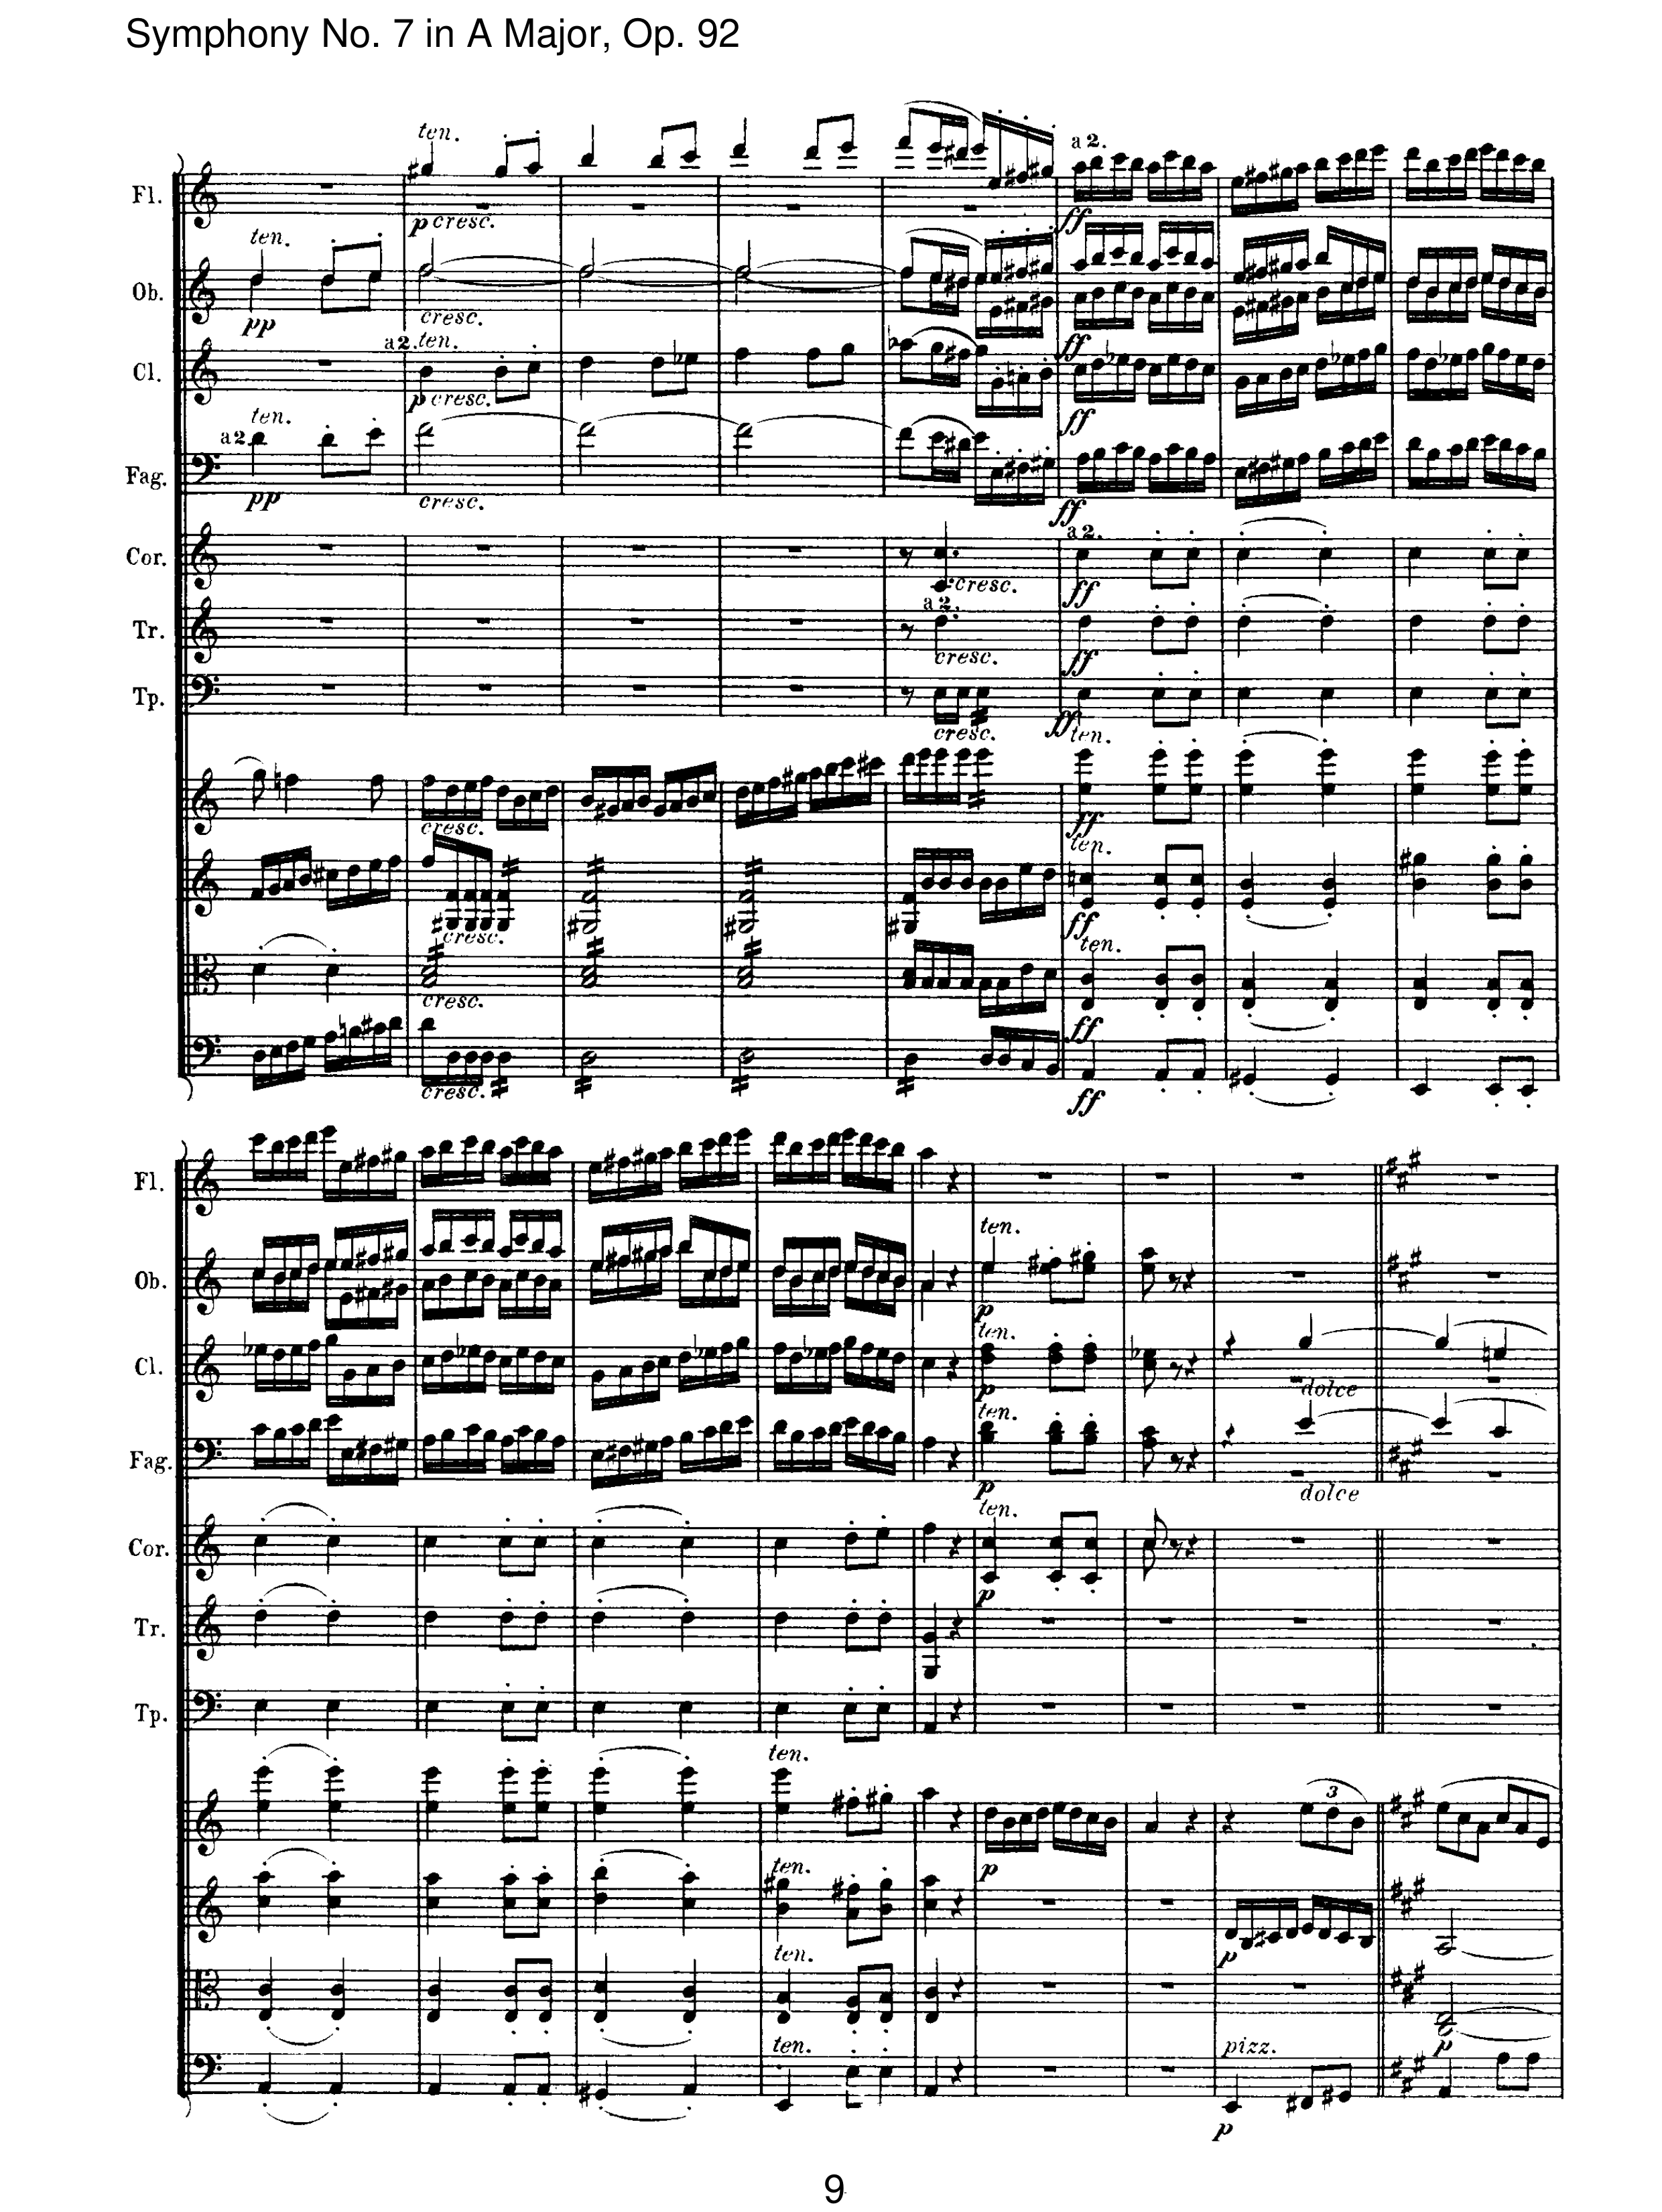 Symphony No. 7 in A Major, Op. 92
ten.
a 2.
Fl.
p cresc.
ff
ten.
Ob.
pp
cresc.
ff
a 2. ten.
Cl.
p cresc.
ff
ten.
a 2.
Fag.
pp
cresc.
ff
a 2.
Cor.
cresc.
ff
a 2.
Tr.
cresc.
ff
Tp.
cresc.
ff
ten.
cresc.
ff
ten.
cresc.
ff
ten.
cresc.
ff
cresc.
ff
Fl.
ten.
Ob.
p
ten.
Cl.
p
dolce
ten.
Fag.
p
dolce
ten.
Cor.
p
Tr.
Tp.
ten.
3
p
ten.
p
ten.
p
ten.
pizz.
p
9